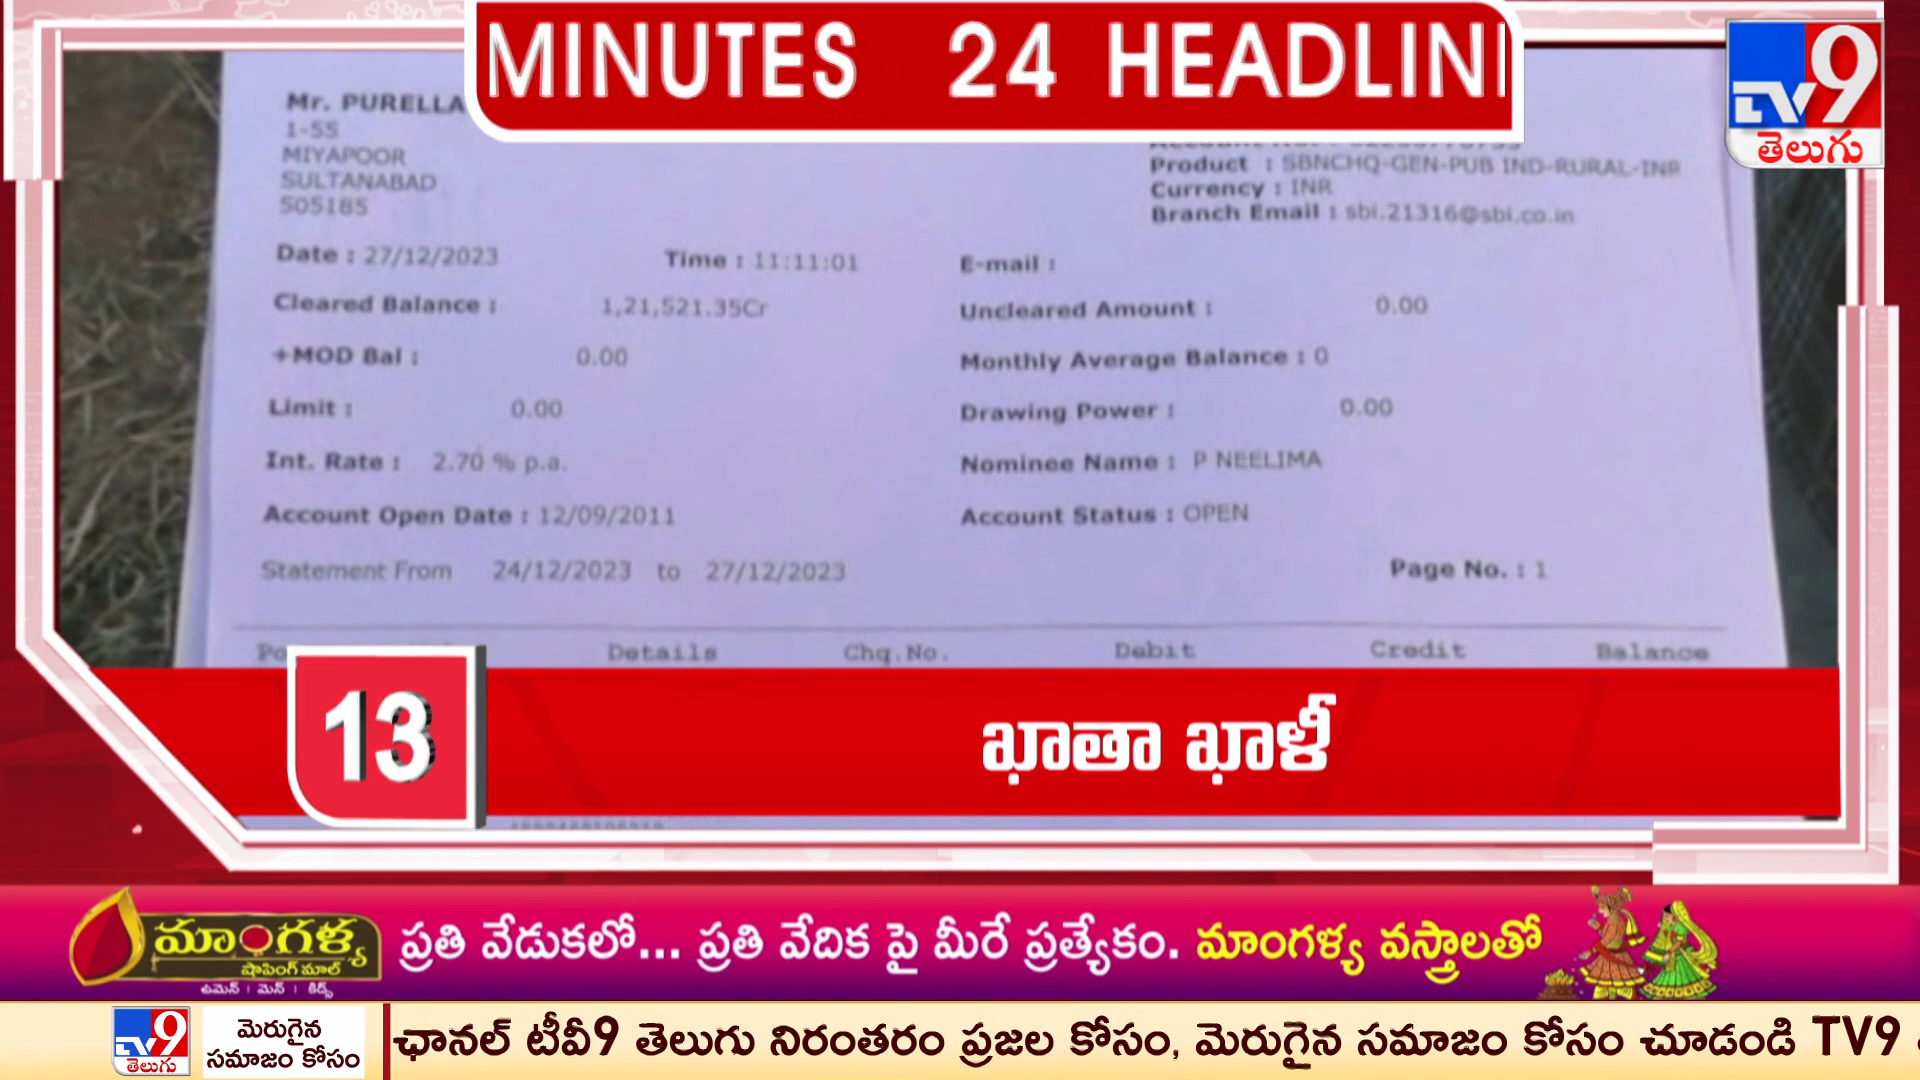 MINUTES 24 HEADLIN
TV9
తెలుగు
Mr. PURELLA
1-55
MIYAPOOR
SULTANABAD
505185
Product : SBNCHQ-GEN-PUB IND-RURAL-INR
Currency : INR
Branch Email : sbi.21316@sbi.co.in
Date : 27/12/2023 Time : 11:11:01 E-mail :
Cleared Balance : 1,21,521.35Cr Uncleared Amount : 0.00
+MOD Bal : 0.00 Monthly Average Balance : 0
Limit : 0.00 Drawing Power : 0.00
Int. Rate : 2.70 % p.a. Nominee Name : P NEELIMA
Account Open Date : 12/09/2011 Account Status : OPEN
Statement From 24/12/2023 to 27/12/2023 Page No. : 1
Details Chq.No. Debit Credit Balance
13 ఖాతా ఖాళీ
మాంగళ్య
షాపింగ్ మాల్
ఉమెన్ | మెన్ | కిడ్స్
ప్రతి వేడుకలో... ప్రతి వేదిక పై మీరే ప్రత్యేకం. మాంగళ్య వస్త్రాలతో
TV9
తెలుగు
మెరుగైన
సమాజం కోసం
ఛానల్ టీవీ9 తెలుగు నిరంతరం ప్రజల కోసం, మెరుగైన సమాజం కోసం చూడండి TV9